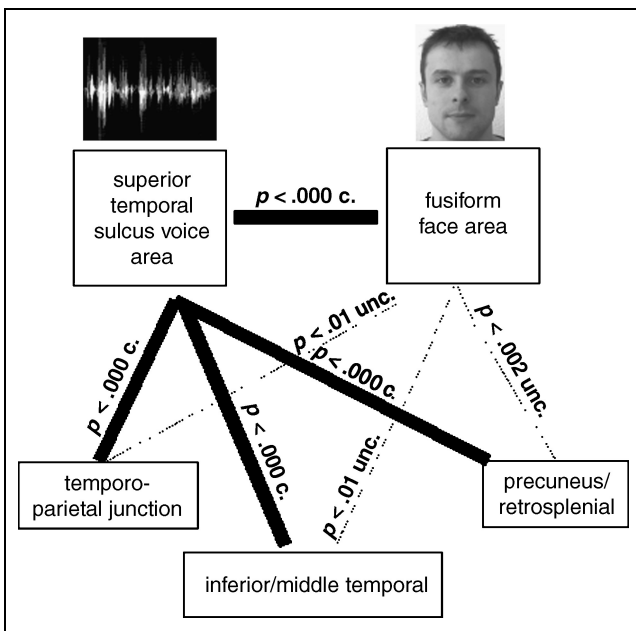 superior
temporal
sulcus voice
area
p < .000 c.
fusiform
face area
p < .000 c.
p < .01 unc.
p < .000 c.
p < .000 c.
p < .01 unc.
p < .002 unc.
temporo-
parietal junction
precuneus/
retrosplenial
inferior/middle temporal